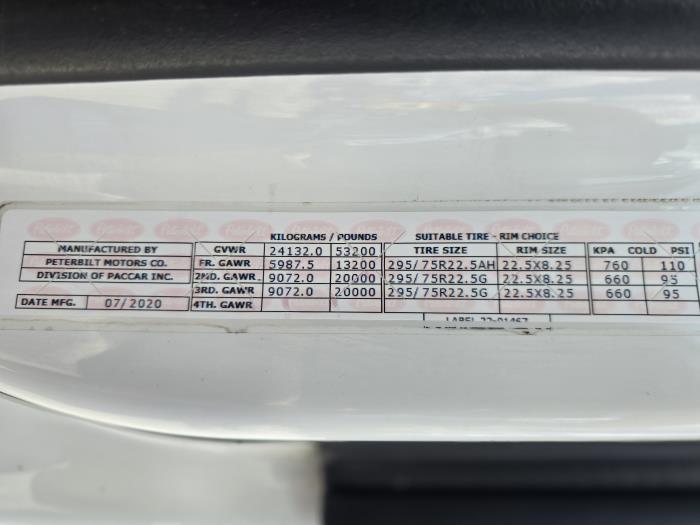 KILOGRAMS / POUNDS SUITABLE TIRE - RIM CHOICE
MANUFACTURED BY GVWR 24132.0 53200 TIRE SIZE RIM SIZE KPA COLD PSI
PETERBILT MOTORS CO. FR. GAWR 5987.5 13200 295/75R22.5AH 22.5X8.25 760 110
DIVISION OF PACCAR INC. 2ND. GAWR 9072.0 20000 295/75R22.5G 22.5X8.25 660 95
3RD. GAWR 9072.0 20000 295/75R22.5G 22.5X8.25 660 95
DATE MFG. 07/2020 4TH. GAWR
LABEL 22-01467